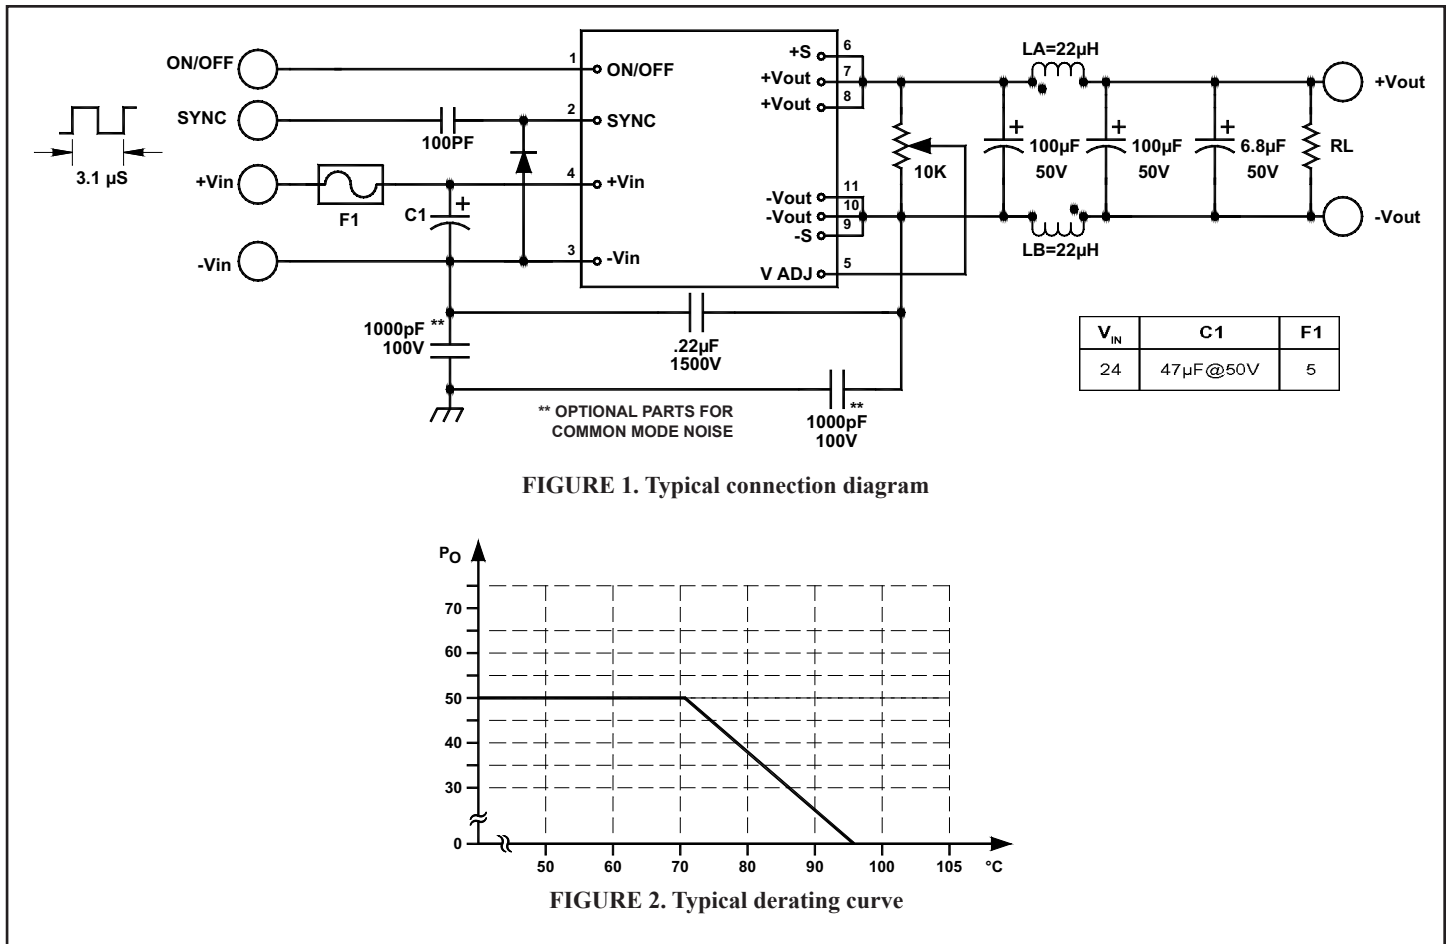 ON/OFF
SYNC
3.1 µS
+Vin
-Vin
F1
C1
+
100PF
1
2
4
3
ON/OFF
SYNC
+Vin
-Vin
+S
+Vout
+Vout
-Vout
-Vout
-S
V ADJ
6
7
8
11
10
9
5
10K
LA=22µH
LB=22µH
+
100µF
50V
+
100µF
50V
+
6.8µF
50V
RL
+Vout
-Vout
1000pF **
100V
.22µF
1500V
**
1000pF
100V
** OPTIONAL PARTS FOR
COMMON MODE NOISE
VIN C1 F1
24 47µF@50V 5
FIGURE 1. Typical connection diagram
PO
70
60
50
40
30
0
50 60 70 80 90 100 105 °C
FIGURE 2. Typical derating curve